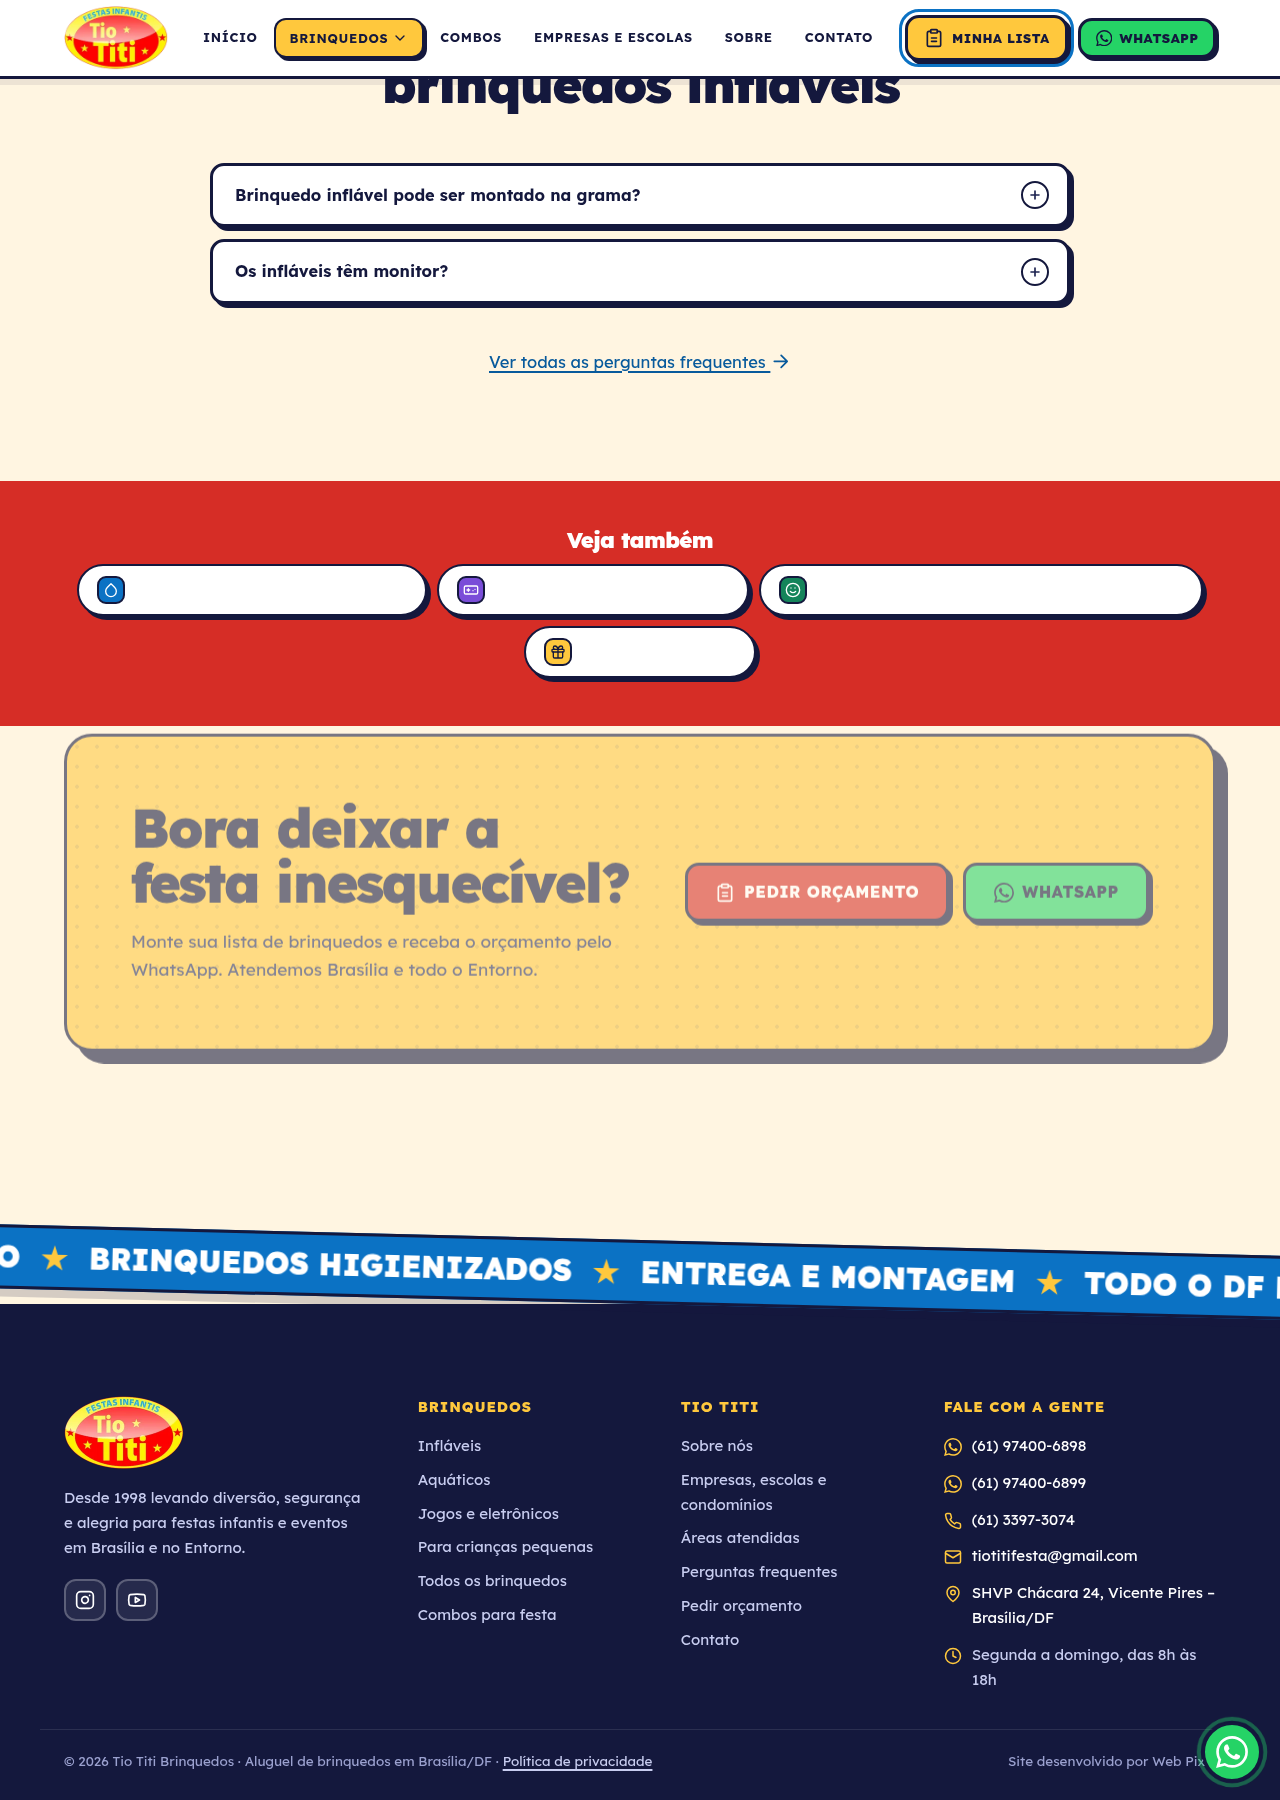 FESTAS INFANTIS
Tio
Titi
INÍCIO
BRINQUEDOS
COMBOS
EMPRESAS E ESCOLAS
SOBRE
CONTATO
MINHA LISTA
WHATSAPP
brinquedos infláveis
Brinquedo inflável pode ser montado na grama?
Os infláveis têm monitor?
Ver todas as perguntas frequentes
Veja também
Bora deixar a
festa inesquecível?
Monte sua lista de brinquedos e receba o orçamento pelo
WhatsApp. Atendemos Brasília e todo o Entorno.
PEDIR ORÇAMENTO
WHATSAPP
O ★ BRINQUEDOS HIGIENIZADOS ★ ENTREGA E MONTAGEM ★ TODO O DF
FESTAS INFANTIS
Tio
Titi
Desde 1998 levando diversão, segurança
e alegria para festas infantis e eventos
em Brasília e no Entorno.
BRINQUEDOS
Infláveis
Aquáticos
Jogos e eletrônicos
Para crianças pequenas
Todos os brinquedos
Combos para festa
TIO TITI
Sobre nós
Empresas, escolas e
condomínios
Áreas atendidas
Perguntas frequentes
Pedir orçamento
Contato
FALE COM A GENTE
(61) 97400-6898
(61) 97400-6899
(61) 3397-3074
tiotitifesta@gmail.com
SHVP Chácara 24, Vicente Pires –
Brasília/DF
Segunda a domingo, das 8h às
18h
© 2026 Tio Titi Brinquedos · Aluguel de brinquedos em Brasília/DF · Política de privacidade
Site desenvolvido por Web